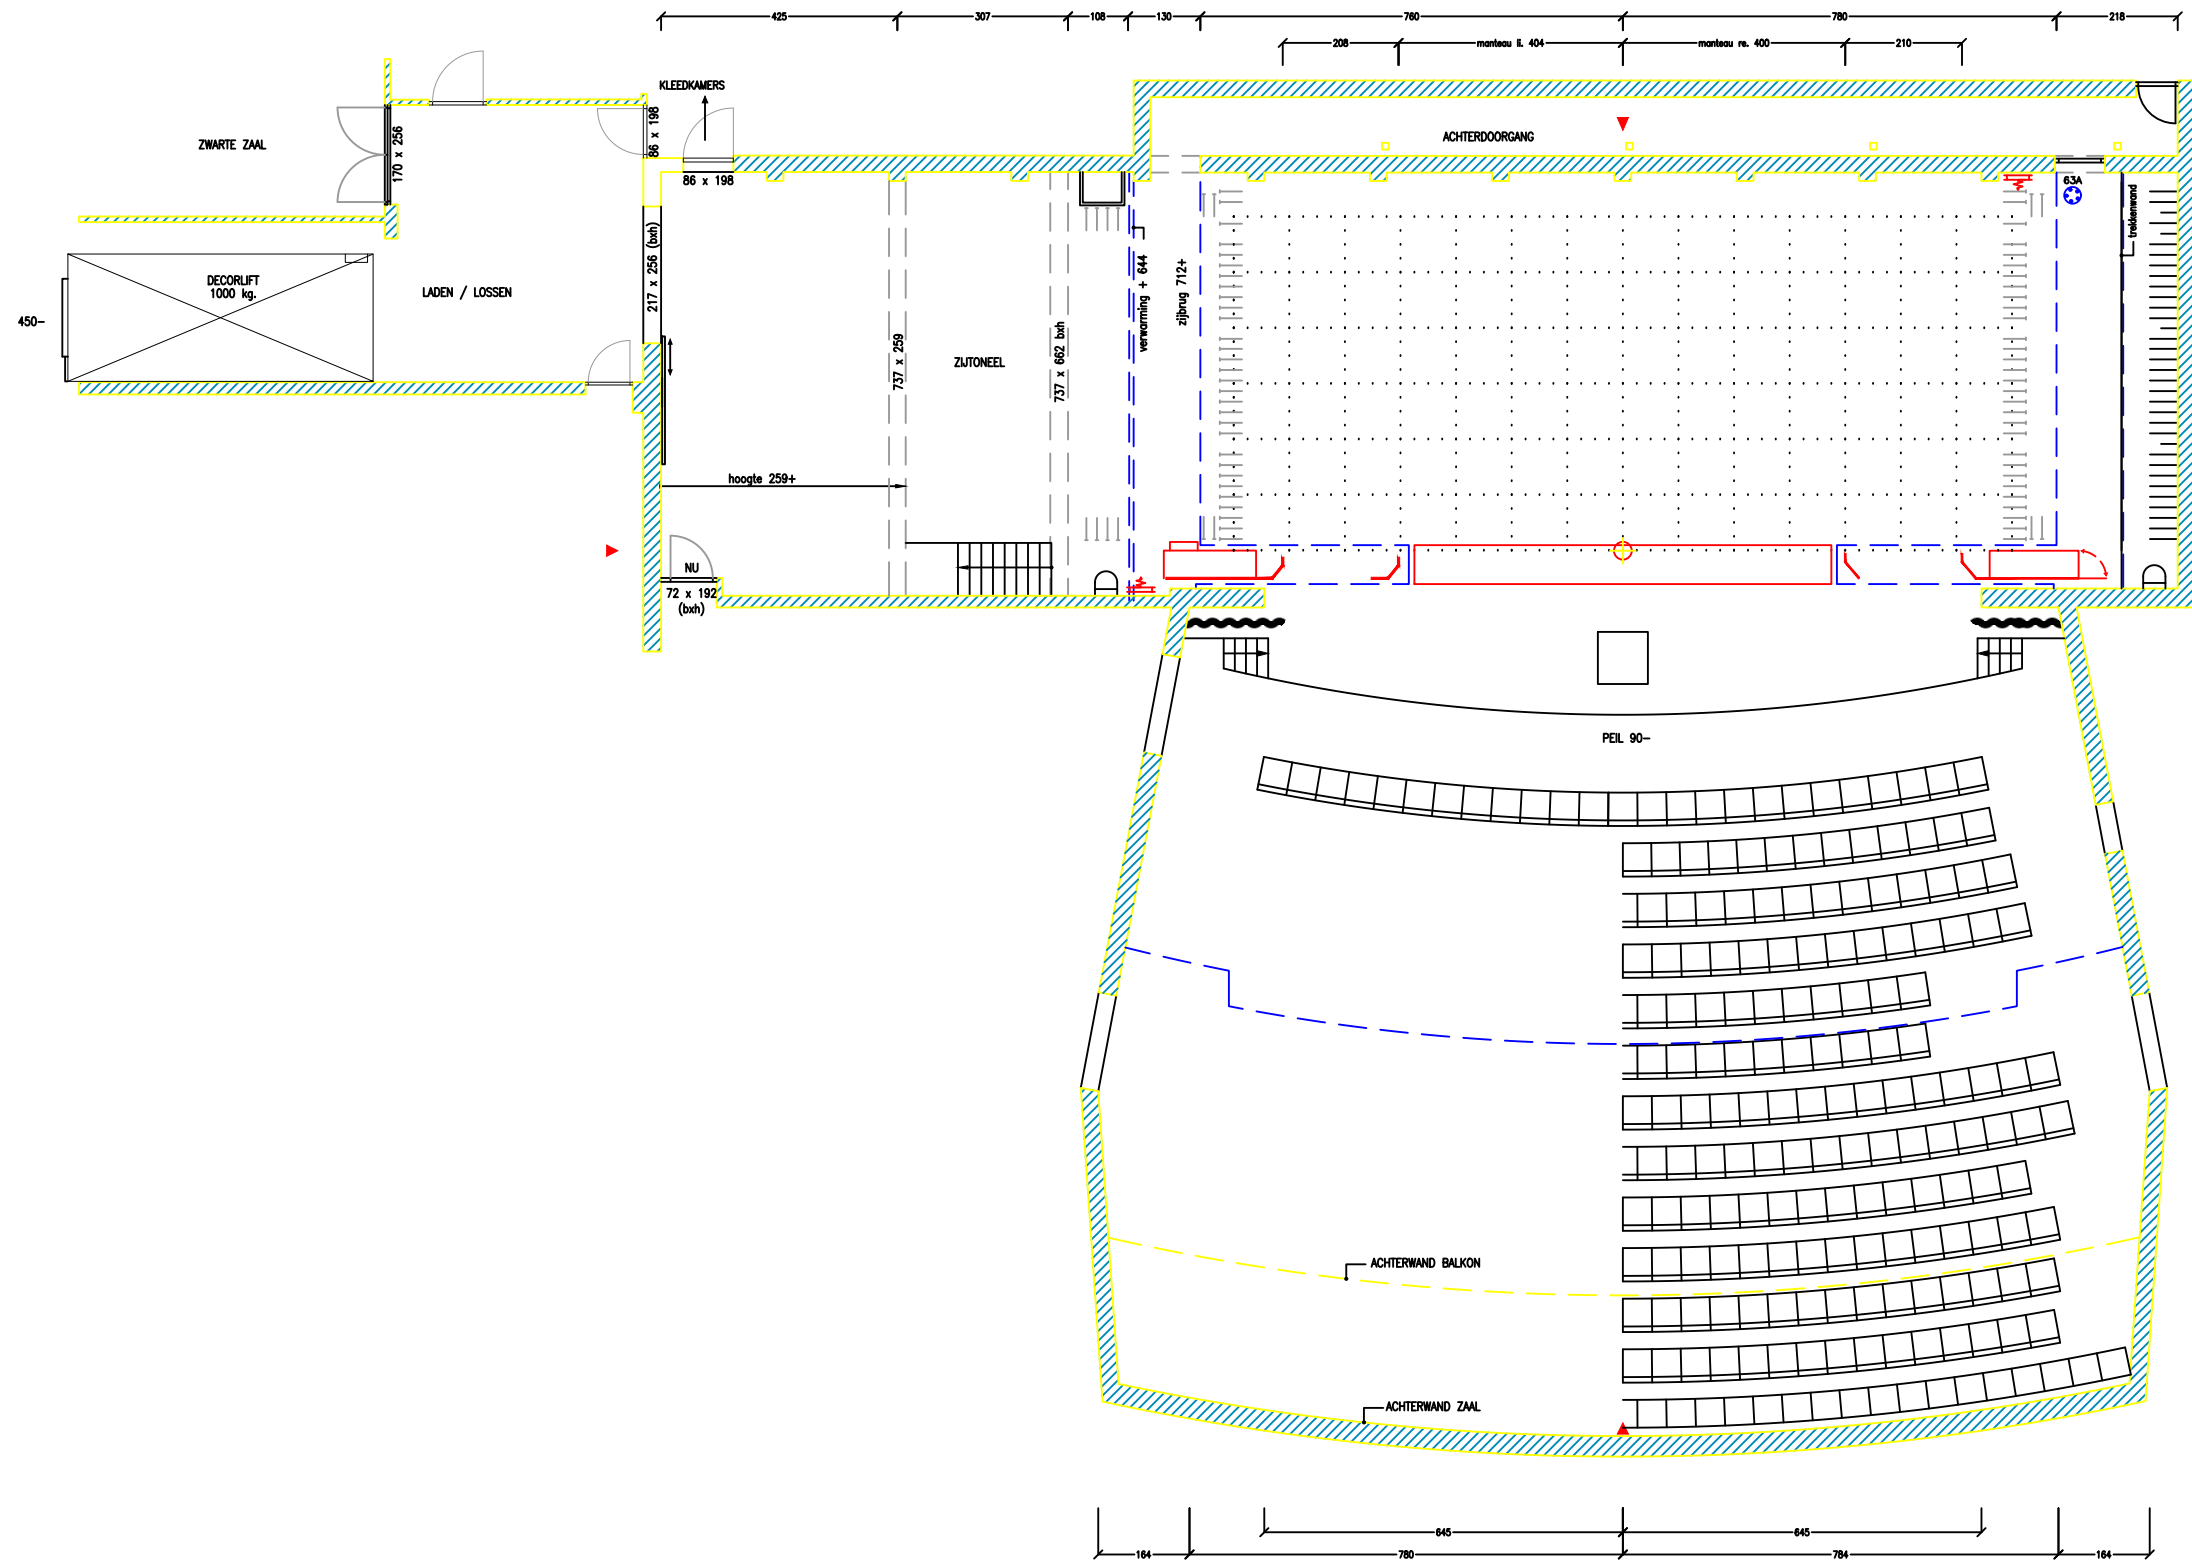 425
307
108
130
760
780
218
208
manteau li. 404
manteau re. 400
210
KLEEDKAMERS
86 x 198
86 x 198
ZWARTE ZAAL
170 x 256
ACHTERDOORGANG
63A
trekkenwand
DECORLIFT
1000 kg.
LADEN / LOSSEN
450-
217 x 256 (bxh)
737 x 259
ZIJTONEEL
737 x 662 bxh
verwarming + 644
zijbrug 712+
hoogte 259+
NU
72 x 192
(bxh)
PEIL 90-
ACHTERWAND BALKON
ACHTERWAND ZAAL
645
645
164
780
784
164